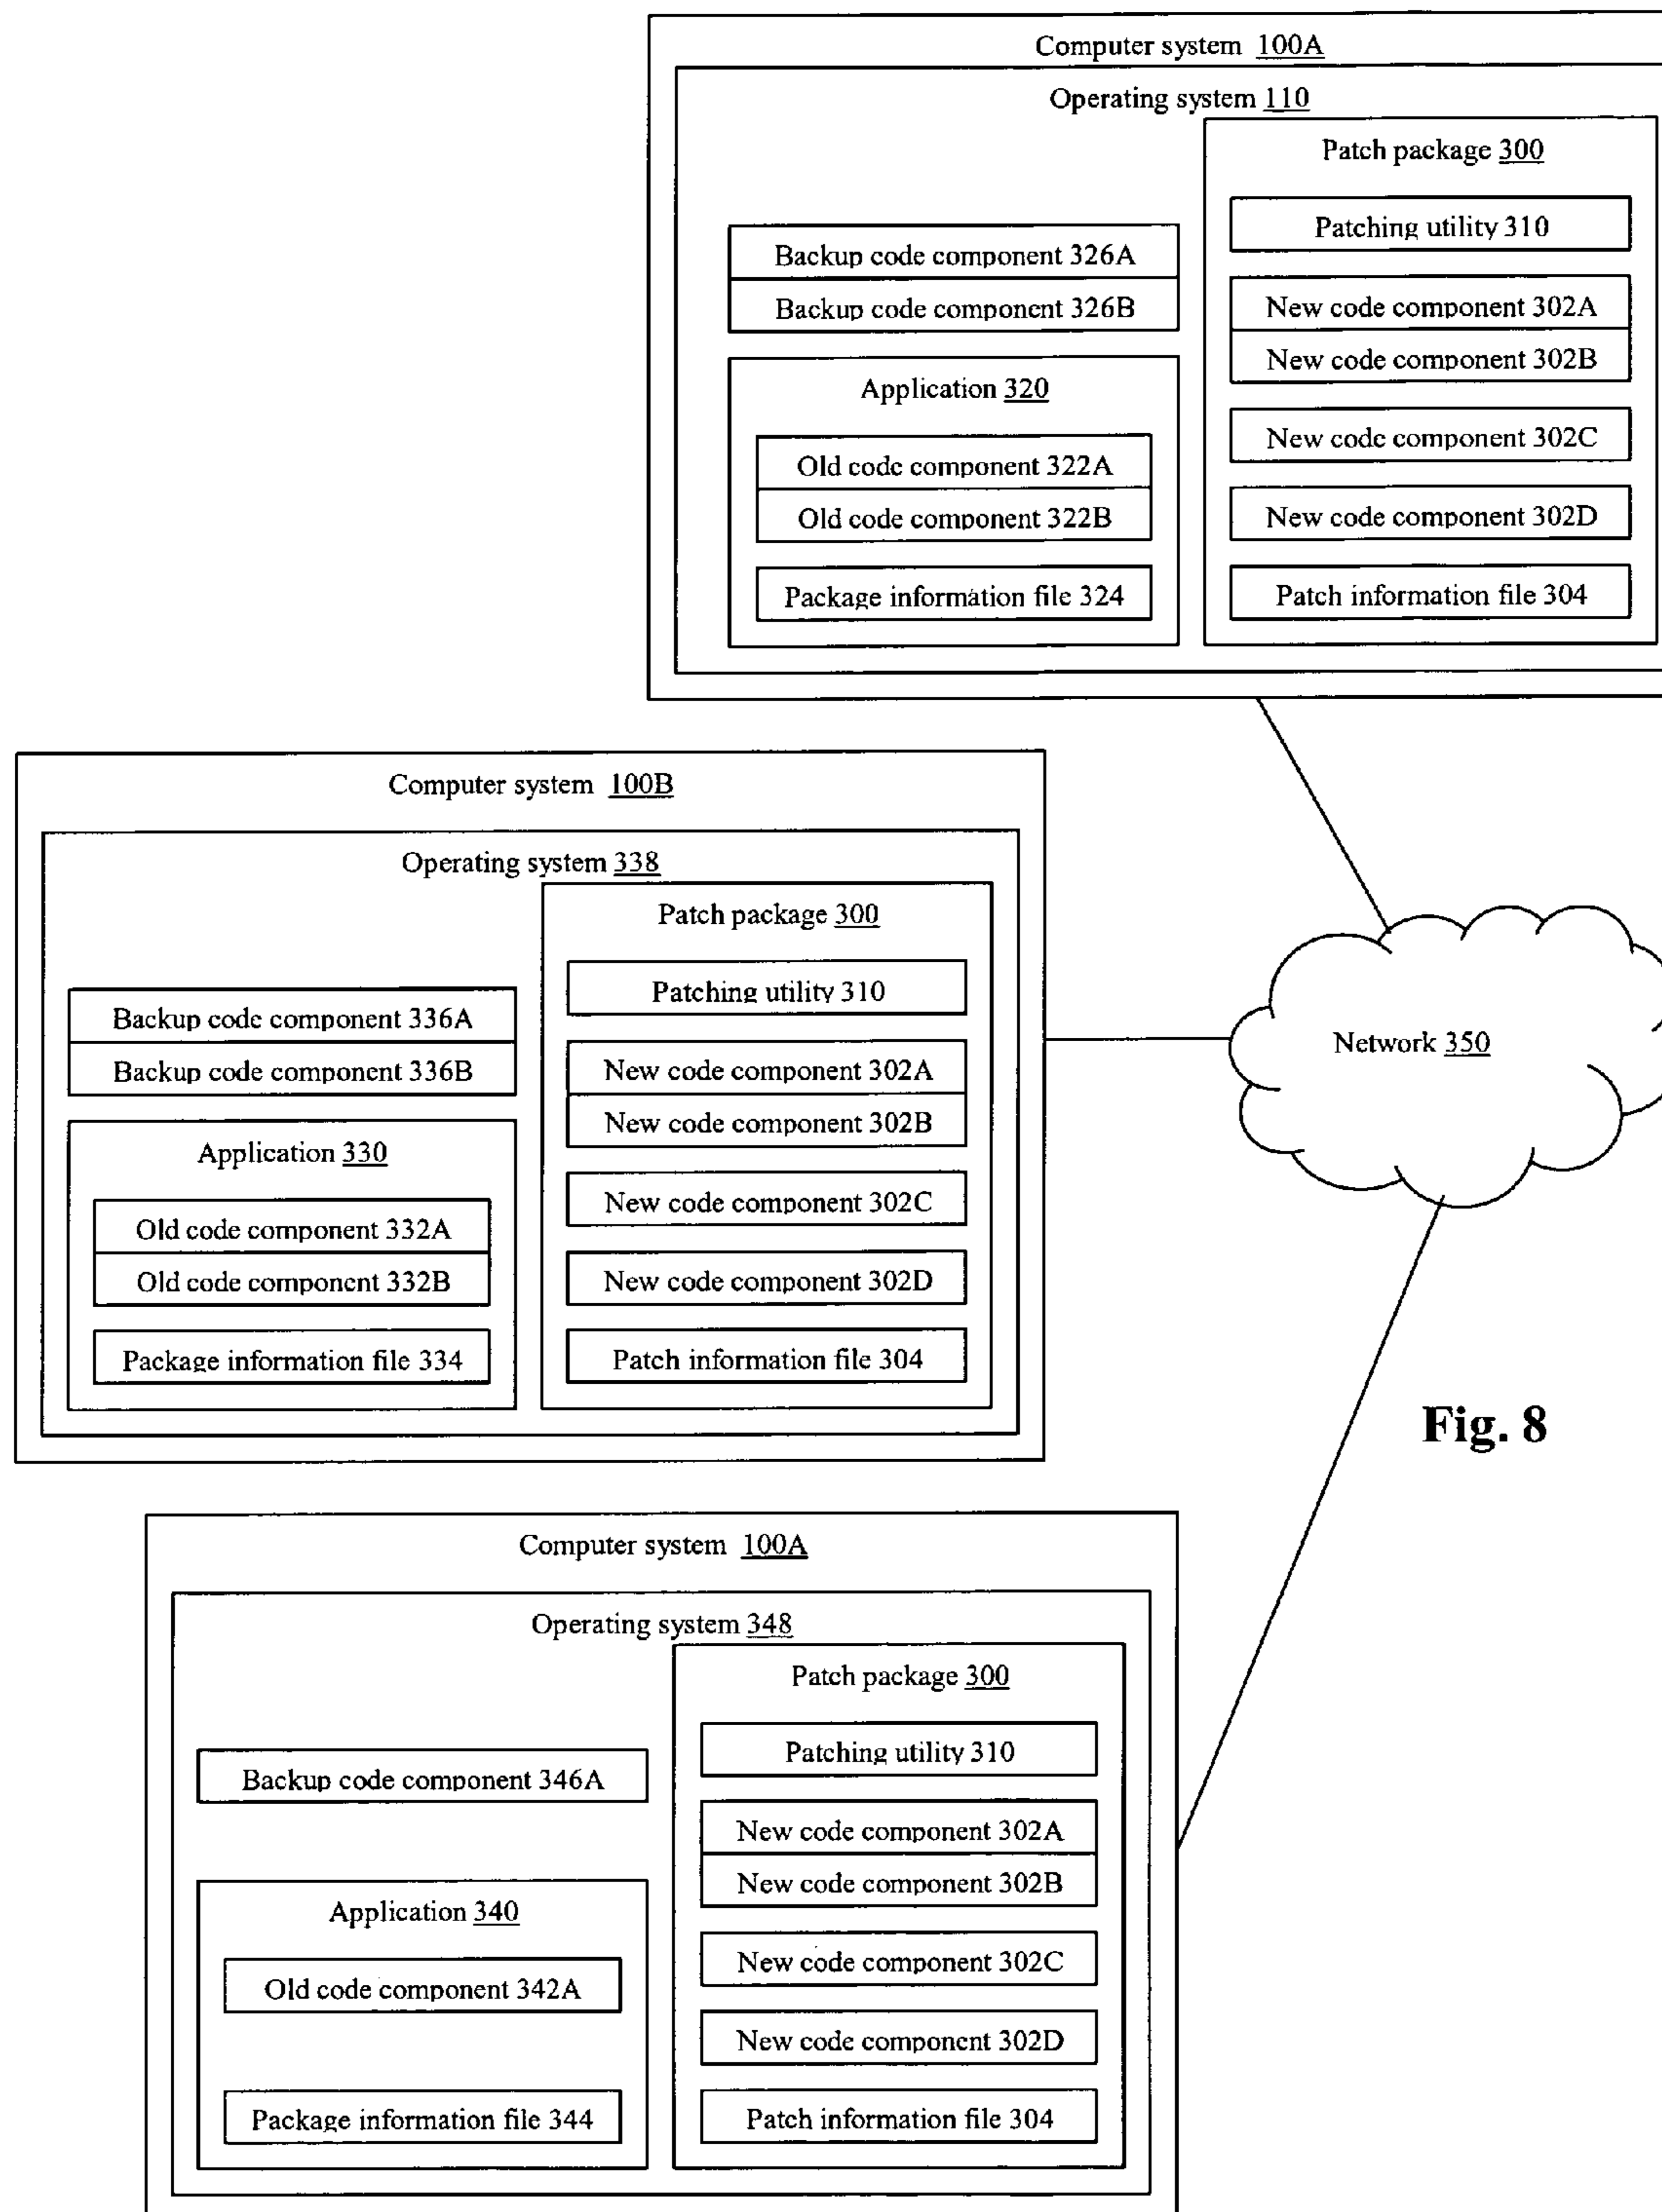 Computer system 100A
Operating system 110
Patch package 300
Patching utility 310
Backup code component 326A
Backup code component 326B
New code component 302A
New code component 302B
Application 320
New code component 302C
Old code component 322A
Old code component 322B
New code component 302D
Package information file 324
Patch information file 304
Computer system 100B
Operating system 338
Patch package 300
Patching utility 310
Backup code component 336A
Backup code component 336B
New code component 302A
New code component 302B
Application 330
New code component 302C
Old code component 332A
Old code component 332B
New code component 302D
Package information file 334
Patch information file 304
Network 350
Fig. 8
Computer system 100A
Operating system 348
Patch package 300
Patching utility 310
Backup code component 346A
New code component 302A
New code component 302B
Application 340
New code component 302C
Old code component 342A
New code component 302D
Package information file 344
Patch information file 304